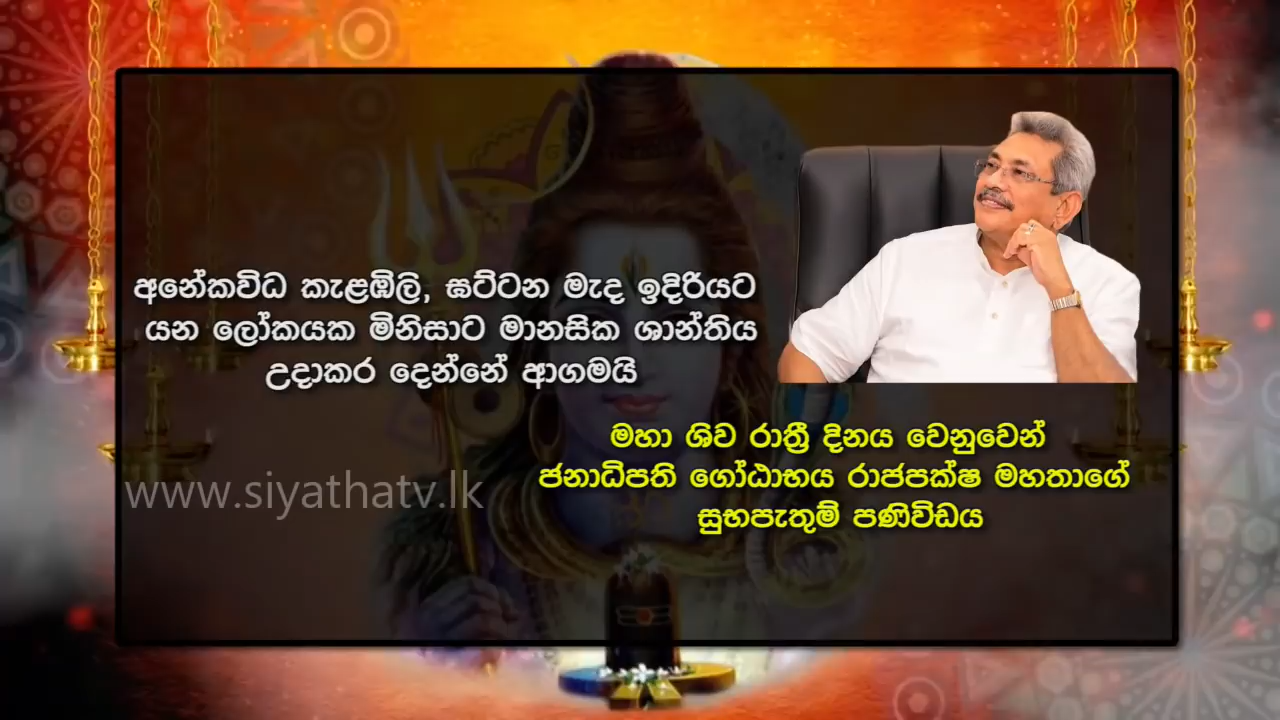 අනේකවිධ කැළඹිලි, ඝට්ටන මැද ඉදිරියට
යන ලෝකයක මිනිසාට මානසික ශාන්තිය
උදාකර දෙන්නේ ආගමයි
මහා ශිව රාත්‍රී දිනය වෙනුවෙන්
ජනාධිපති ගෝඨාභය රාජපක්ෂ මහතාගේ
සුභපැතුම් පණිවිඩය
www.siyathatv.lk